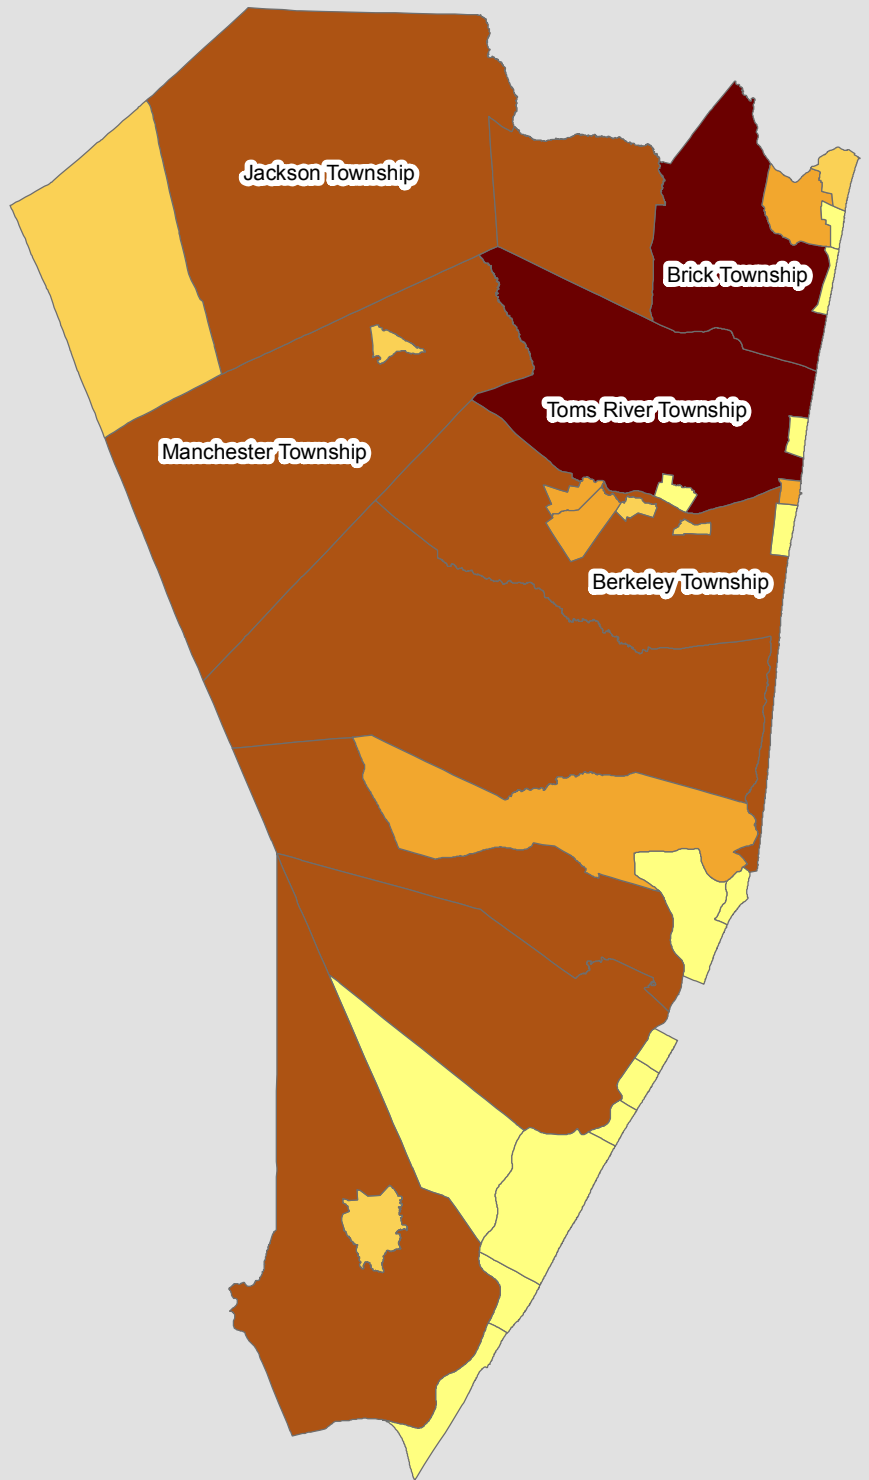 Jackson Township
Brick Township
Toms River Township
Manchester Township
Berkeley Township